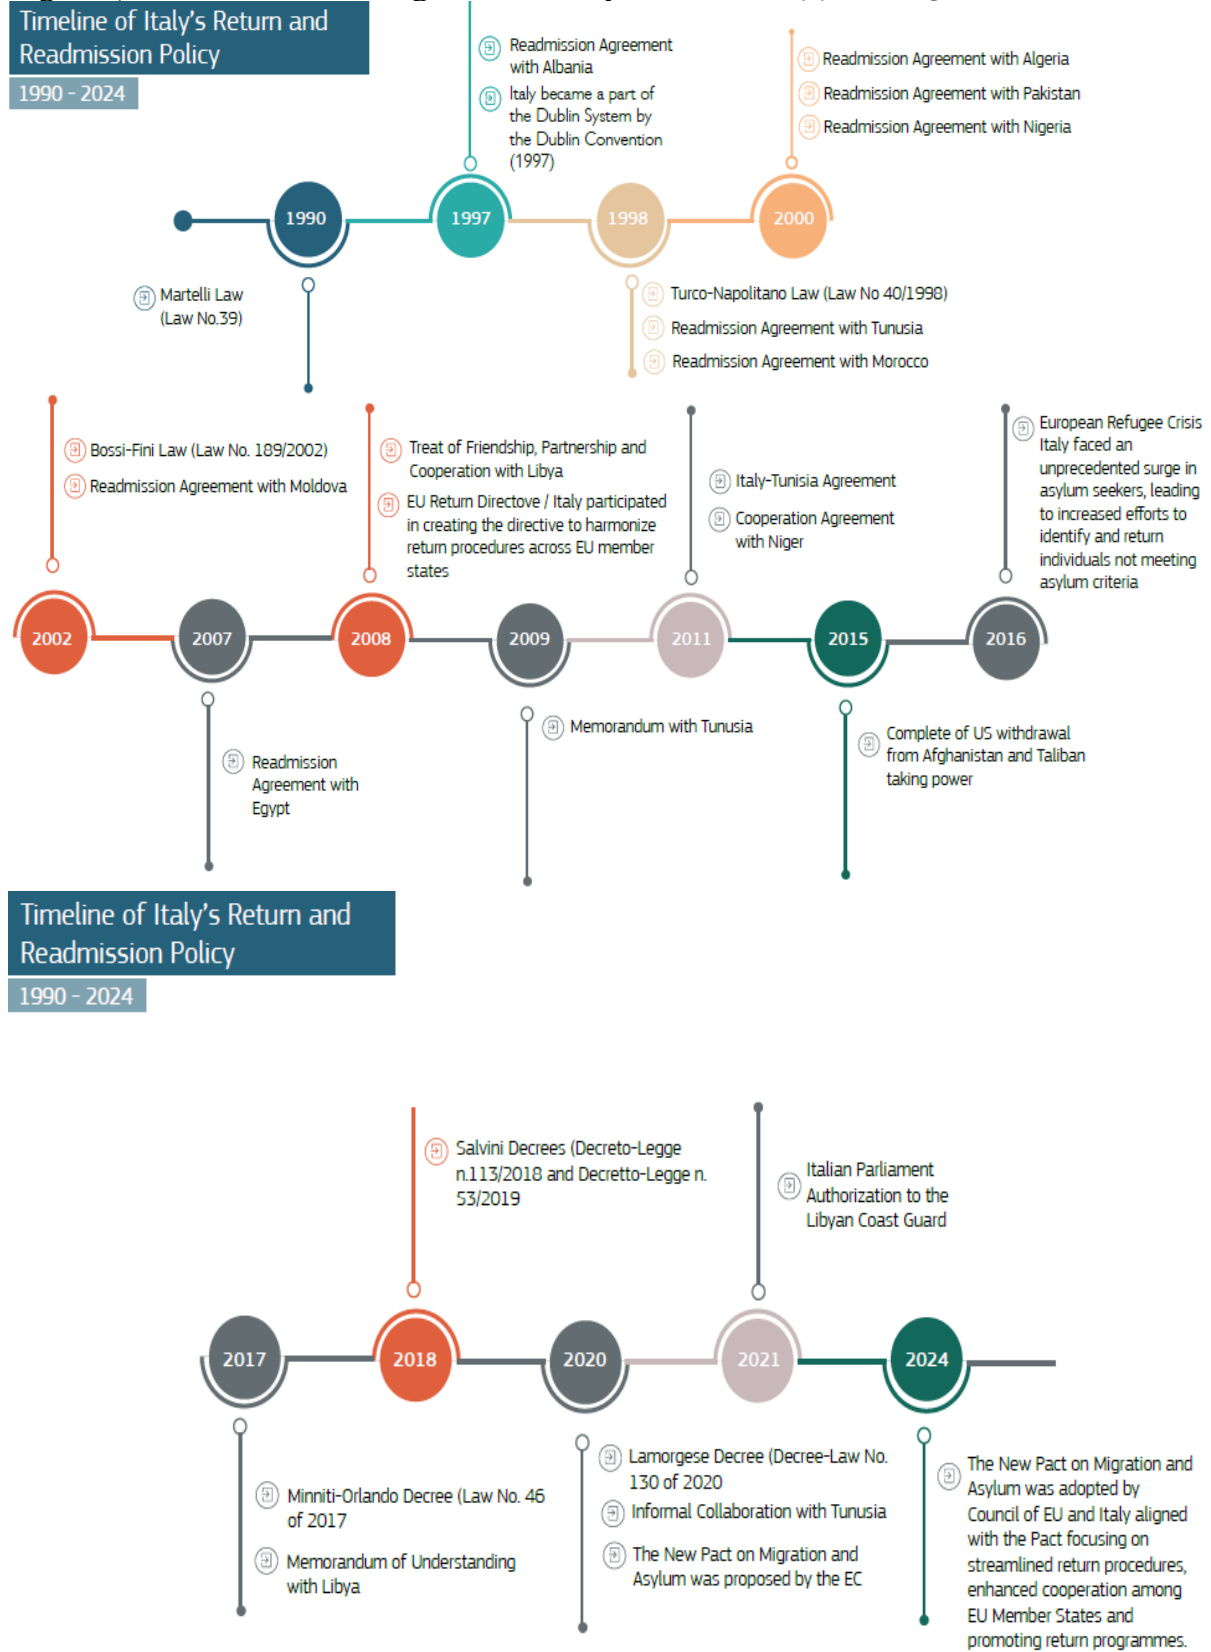 Timeline of Italy's Return and
Readmission Policy
1990 - 2024
Readmission Agreement
with Albania
Italy became a part of
the Dublin System by
the Dublin Convention
(1997)
Readmission Agreement with Algeria
Readmission Agreement with Pakistan
Readmission Agreement with Nigeria
1990
1997
1998
2000
Martelli Law
(Law No.39)
Turco-Napolitano Law (Law No 40/1998)
Readmission Agreement with Tunusia
Readmission Agreement with Morocco
Bossi-Fini Law (Law No. 189/2002)
Readmission Agreement with Moldova
Treat of Friendship, Partnership and
Cooperation with Libya
EU Return Directove / Italy participated
in creating the directive to harmonize
return procedures across EU member
states
Italy-Tunisia Agreement
Cooperation Agreement
with Niger
European Refugee Crisis
Italy faced an
unprecedented surge in
asylum seekers, leading
to increased efforts to
identify and return
individuals not meeting
asylum criteria
2002
2007
2008
2009
2011
2015
2016
Readmission
Agreement with
Egypt
Memorandum with Tunusia
Complete of US withdrawal
from Afghanistan and Taliban
taking power
Timeline of Italy's Return and
Readmission Policy
1990 - 2024
Salvini Decrees (Decreto-Legge
n.113/2018 and Decretto-Legge n.
53/2019
Italian Parliament
Authorization to the
Libyan Coast Guard
2017
2018
2020
2021
2024
Minniti-Orlando Decree (Law No. 46
of 2017
Memorandum of Understanding
with Libya
Lamorgese Decree (Decree-Law No.
130 of 2020
Informal Collaboration with Tunusia
The New Pact on Migration and
Asylum was proposed by the EC
The New Pact on Migration and
Asylum was adopted by
Council of EU and Italy aligned
with the Pact focusing on
streamlined return procedures,
enhanced cooperation among
EU Member States and
promoting return programmes.